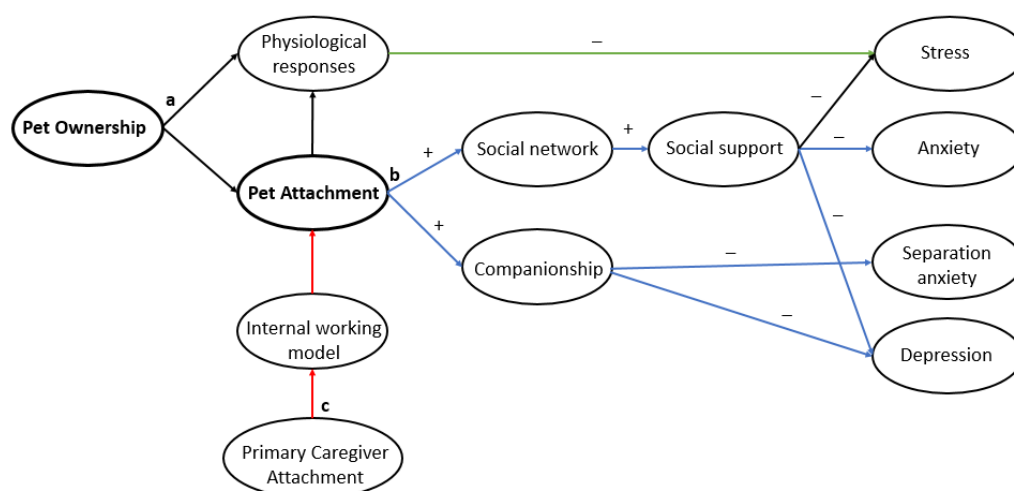 Physiological
responses
–
Stress
a
Pet Ownership
–
+
Social network
+
Social support
–
Anxiety
b
Pet Attachment
–
+
Companionship
–
Separation
anxiety
–
Internal working
model
Depression
c
Primary Caregiver
Attachment